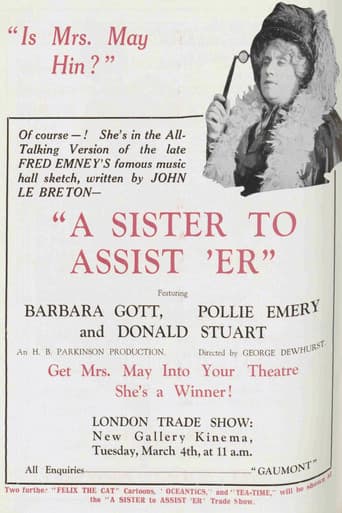 “Is Mrs. May
Hin?”
Of course—! She's in the All-
Talking Version of the late
FRED EMNEY'S famous music
hall sketch, written by JOHN
LE BRETON—
“A SISTER TO
ASSIST 'ER”
Featuring
BARBARA GOTT, POLLIE EMERY
and DONALD STUART
An H. B. PARKINSON PRODUCTION. Directed by GEORGE DEWHURST.
Get Mrs. May Into Your Theatre
She's a Winner!
LONDON TRADE SHOW:
New Gallery Kinema,
Tuesday, March 4th, at 11 a.m.
All Enquiries “GAUMONT”
Two further “FELIX THE CAT” Cartoons, 'OCEANTICS,” and “TEA-TIME,” will be shown at
the “A SISTER to ASSIST 'ER” Trade Show.